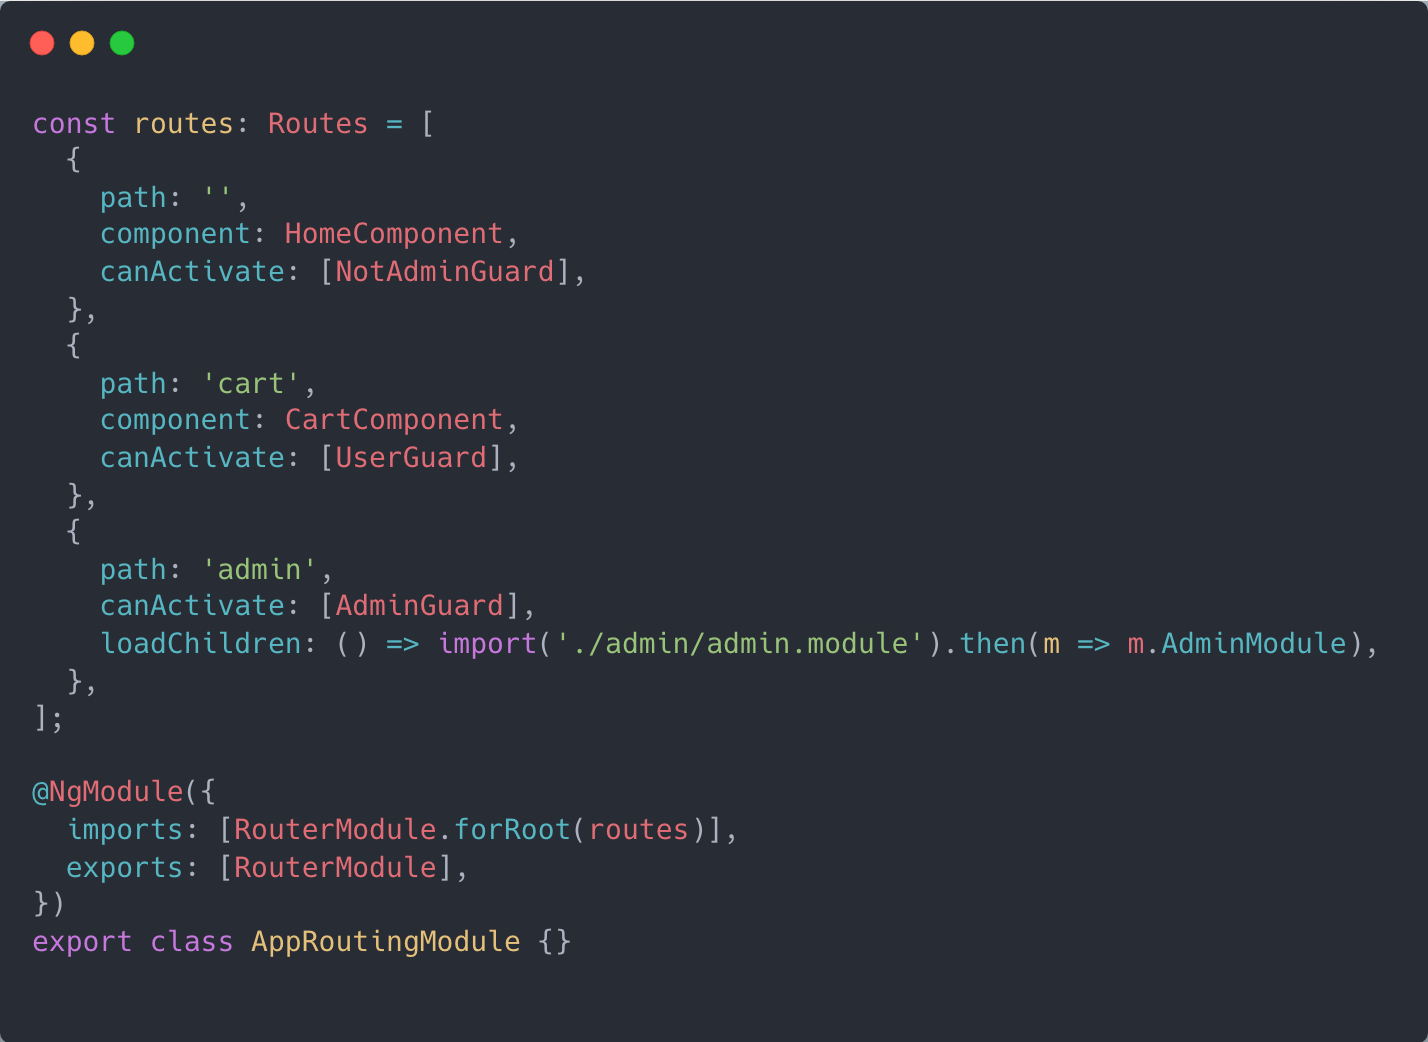 const routes: Routes = [
  {
    path: '',
    component: HomeComponent,
    canActivate: [NotAdminGuard],
  },
  {
    path: 'cart',
    component: CartComponent,
    canActivate: [UserGuard],
  },
  {
    path: 'admin',
    canActivate: [AdminGuard],
    loadChildren: () => import('./admin/admin.module').then(m => m.AdminModule),
  },
];

@NgModule({
  imports: [RouterModule.forRoot(routes)],
  exports: [RouterModule],
})
export class AppRoutingModule {}